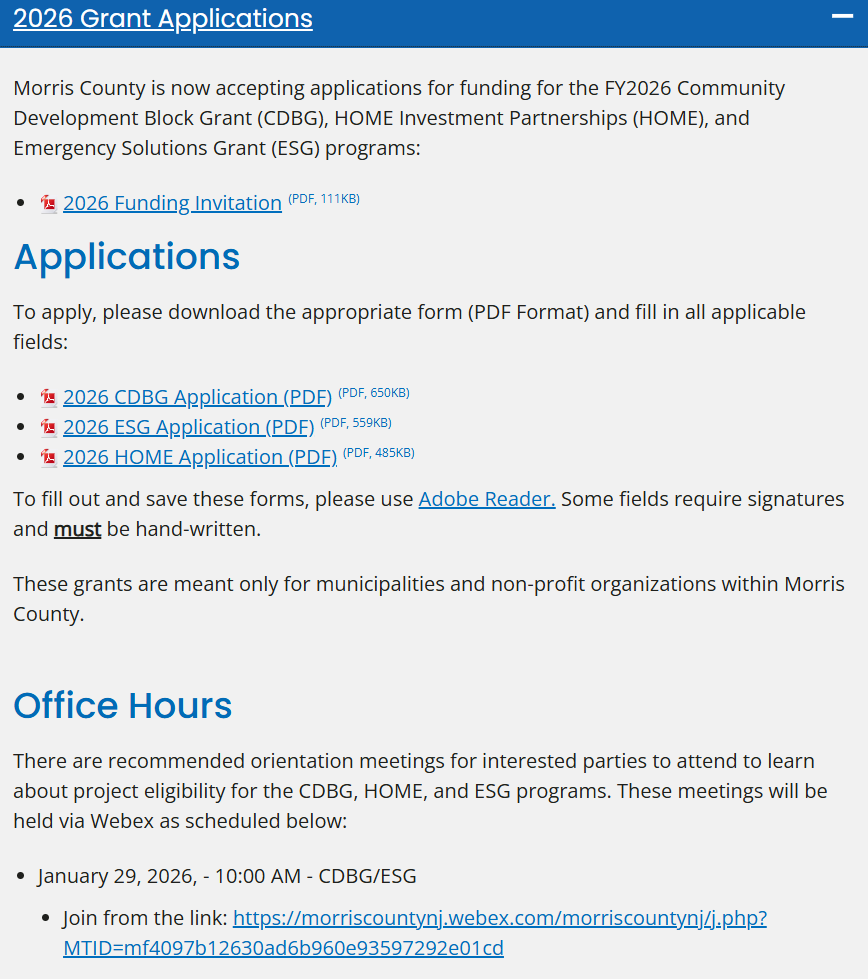 2026 Grant Applications
Morris County is now accepting applications for funding for the FY2026 Community
Development Block Grant (CDBG), HOME Investment Partnerships (HOME), and
Emergency Solutions Grant (ESG) programs:
2026 Funding Invitation (PDF, 111KB)
Applications
To apply, please download the appropriate form (PDF Format) and fill in all applicable
fields:
2026 CDBG Application (PDF) (PDF, 650KB)
2026 ESG Application (PDF) (PDF, 559KB)
2026 HOME Application (PDF) (PDF, 485KB)
To fill out and save these forms, please use Adobe Reader. Some fields require signatures
and must be hand-written.
These grants are meant only for municipalities and non-profit organizations within Morris
County.
Office Hours
There are recommended orientation meetings for interested parties to attend to learn
about project eligibility for the CDBG, HOME, and ESG programs. These meetings will be
held via Webex as scheduled below:
January 29, 2026, - 10:00 AM - CDBG/ESG
Join from the link: https://morriscountynj.webex.com/morriscountynj/j.php?
MTID=mf4097b12630ad6b960e93597292e01cd